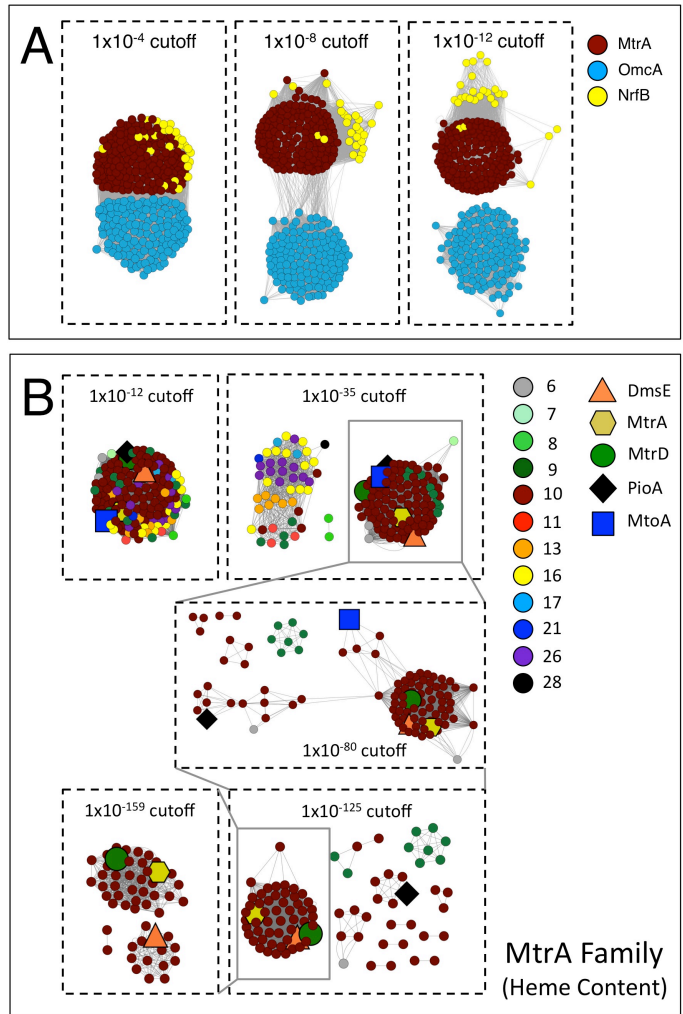 A
1x10-4 cutoff
1x10-8 cutoff
1x10-12 cutoff
MtrA
OmcA
NrfB
B
1x10-12 cutoff
1x10-35 cutoff
6
7
8
9
10
11
13
16
17
21
26
28
DmsE
MtrA
MtrD
PioA
MtoA
1x10-80 cutoff
1x10-159 cutoff
1x10-125 cutoff
MtrA Family
(Heme Content)